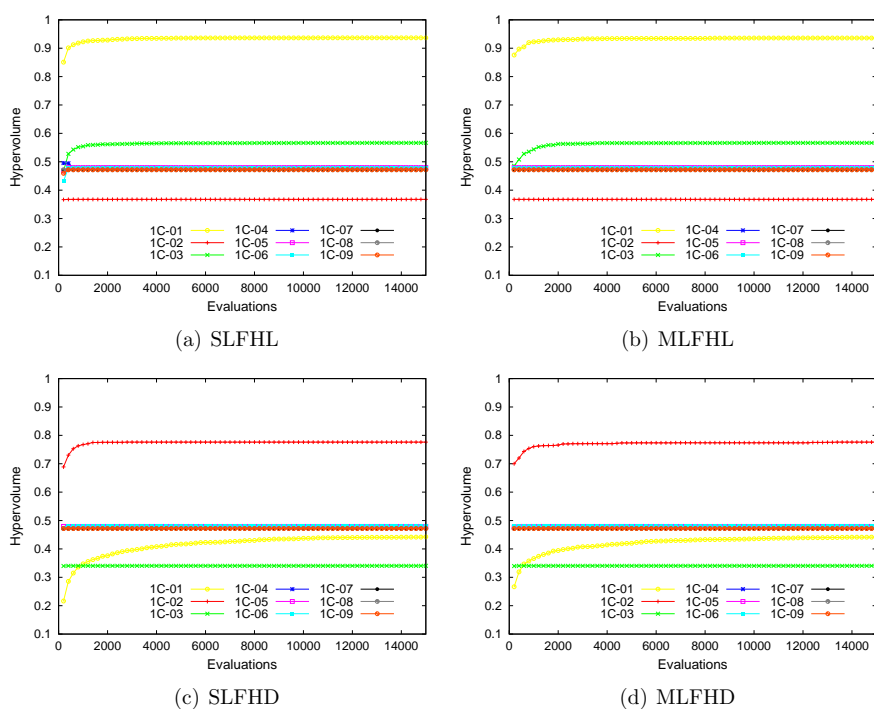 1
0.9
0.8
0.7
0.6
0.5
0.4
0.3
0.2
0.1
Hypervolume
1C-01 1C-04 1C-07
1C-02 1C-05 1C-08
1C-03 1C-06 1C-09
0 2000 4000 6000 8000 10000 12000 14000
Evaluations
(a) SLFHL
1
0.9
0.8
0.7
0.6
0.5
0.4
0.3
0.2
0.1
Hypervolume
1C-01 1C-04 1C-07
1C-02 1C-05 1C-08
1C-03 1C-06 1C-09
0 2000 4000 6000 8000 10000 12000 14000
Evaluations
(b) MLFHL
1
0.9
0.8
0.7
0.6
0.5
0.4
0.3
0.2
0.1
Hypervolume
1C-01 1C-04 1C-07
1C-02 1C-05 1C-08
1C-03 1C-06 1C-09
0 2000 4000 6000 8000 10000 12000 14000
Evaluations
(c) SLFHD
1
0.9
0.8
0.7
0.6
0.5
0.4
0.3
0.2
0.1
Hypervolume
1C-01 1C-04 1C-07
1C-02 1C-05 1C-08
1C-03 1C-06 1C-09
0 2000 4000 6000 8000 10000 12000 14000
Evaluations
(d) MLFHD